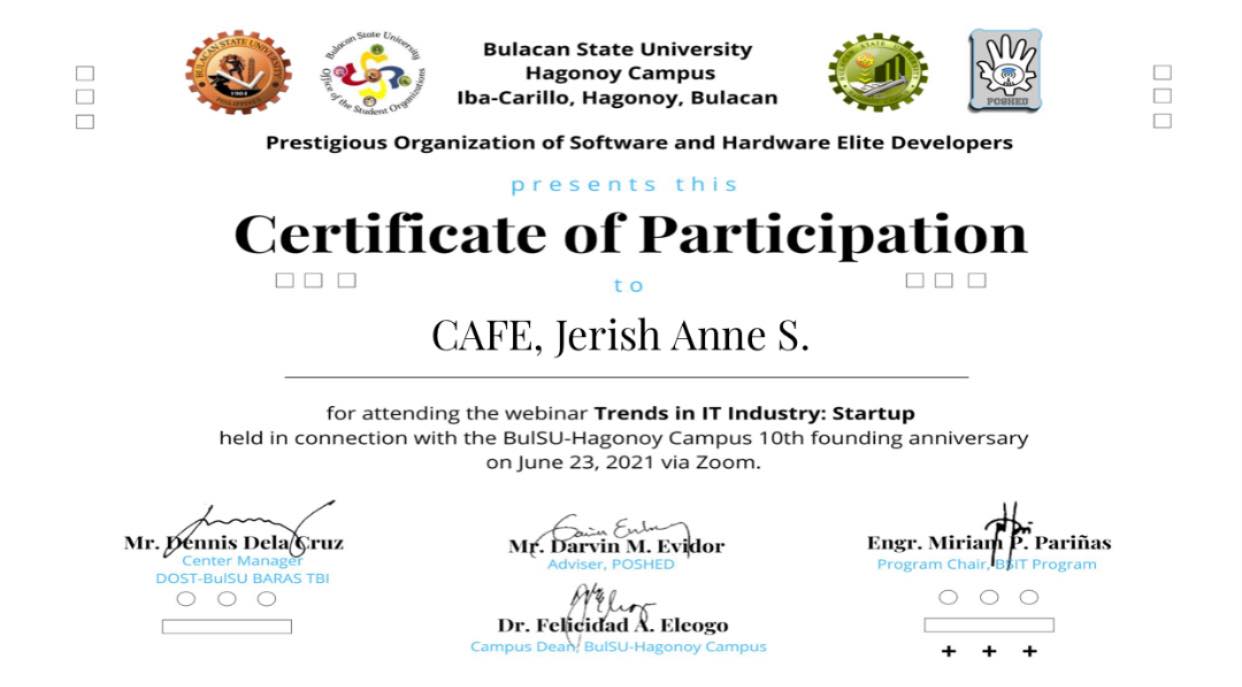 BULACAN STATE UNIVERSITY
1904
PHILIPPINES
Bulacan State University
Office of the Student Organizations
Bulacan State University
Hagonoy Campus
Iba-Carillo, Hagonoy, Bulacan
POSHED
Prestigious Organization of Software and Hardware Elite Developers
presents this
Certificate of Participation
to
CAFE, Jerish Anne S.
for attending the webinar Trends in IT Industry: Startup
held in connection with the BulSU-Hagonoy Campus 10th founding anniversary
on June 23, 2021 via Zoom.
Mr. Dennis Dela Cruz
Center Manager
DOST-BulSU BARAS TBI
Mr. Darvin M. Evidor
Adviser, POSHED
Engr. Miriam P. Pariñas
Program Chair, BSIT Program
Dr. Felicidad A. Elcogo
Campus Dean, BulSU-Hagonoy Campus